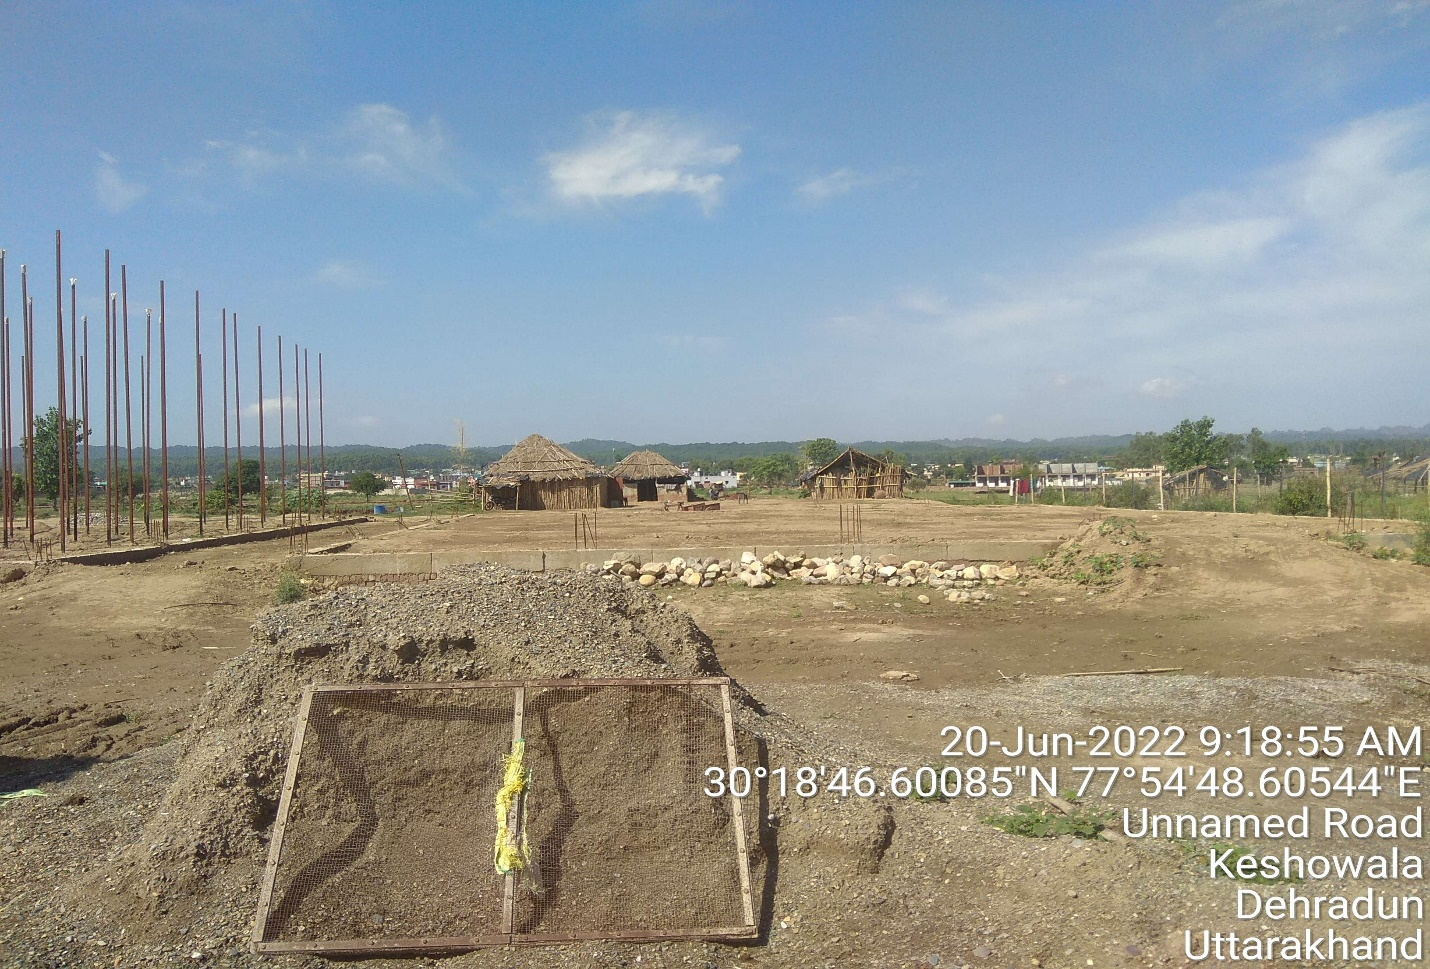 20-Jun-2022 9:18:55 AM
30°18'46.60085"N 77°54'48.60544"E
Unnamed Road
Keshowala
Dehradun
Uttarakhand